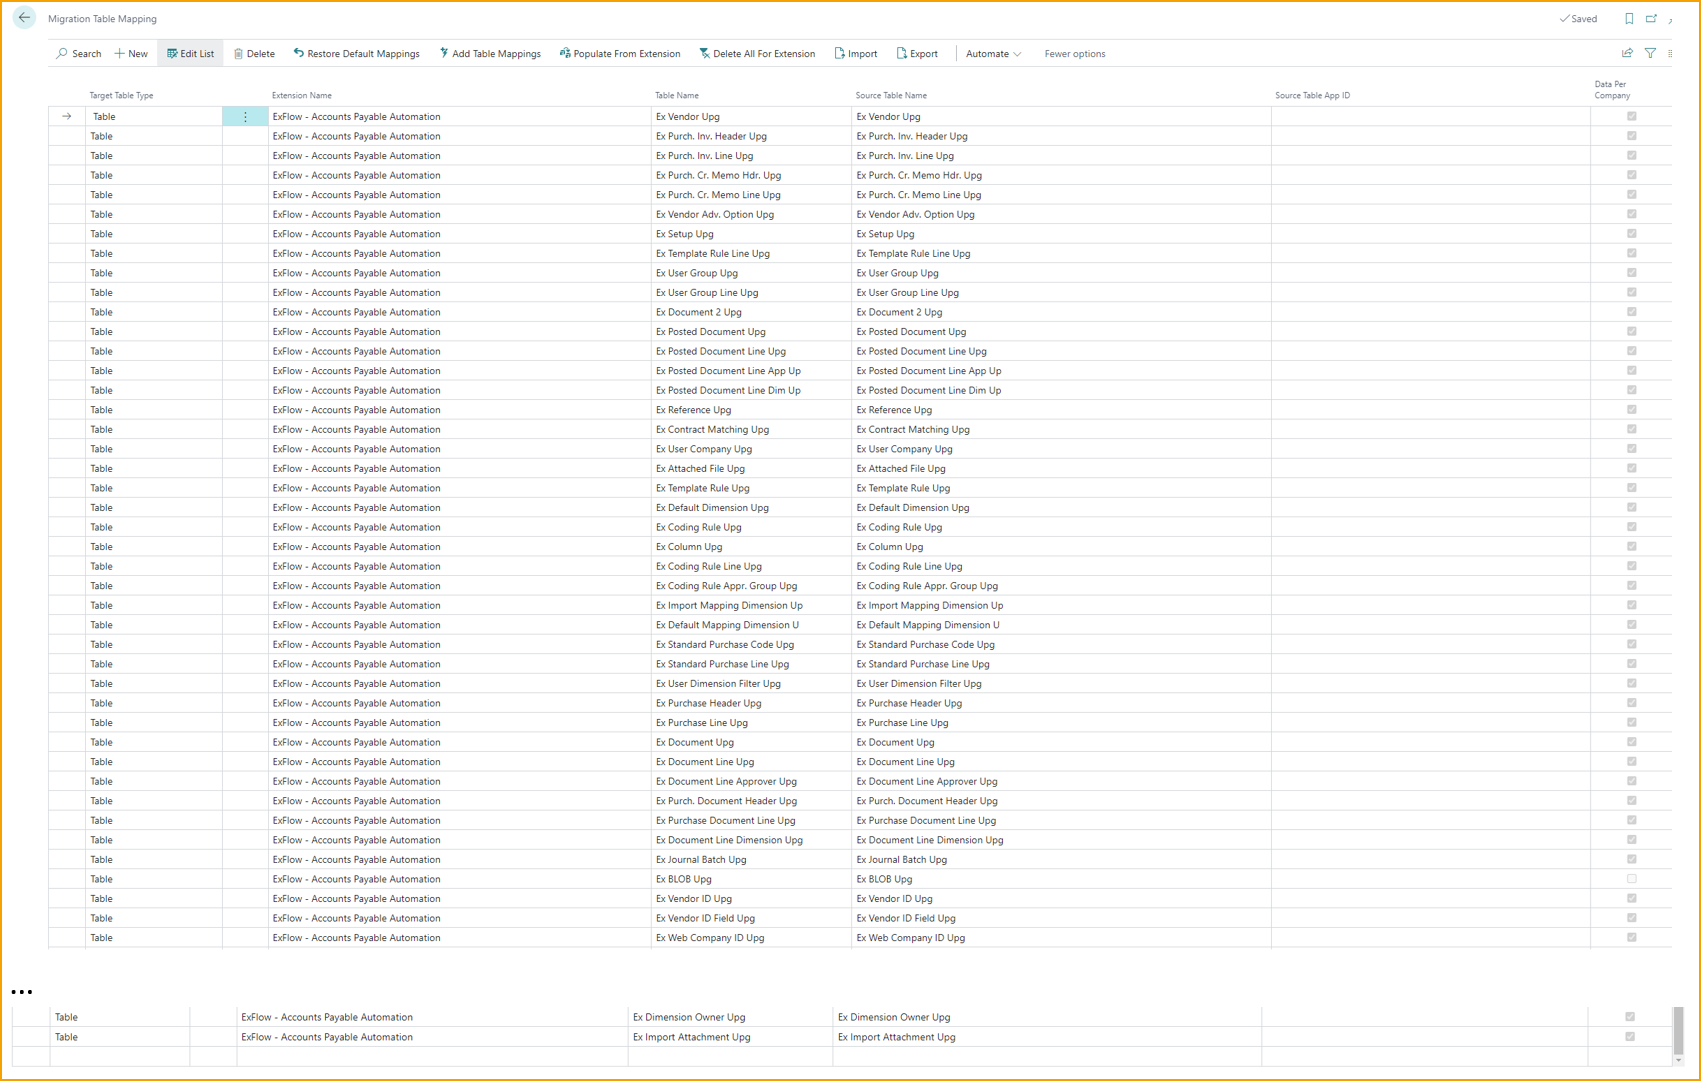 Migration Table Mapping Saved
Search New Edit List Delete Restore Default Mappings Add Table Mappings Populate From Extension Delete All For Extension Import Export Automate Fewer options
Target Table Type Extension Name Table Name Source Table Name Source Table App ID Data Per Company
Table ExFlow - Accounts Payable Automation Ex Vendor Upg Ex Vendor Upg
Table ExFlow - Accounts Payable Automation Ex Purch. Inv. Header Upg Ex Purch. Inv. Header Upg
Table ExFlow - Accounts Payable Automation Ex Purch. Inv. Line Upg Ex Purch. Inv. Line Upg
Table ExFlow - Accounts Payable Automation Ex Purch. Cr. Memo Hdr. Upg Ex Purch. Cr. Memo Hdr. Upg
Table ExFlow - Accounts Payable Automation Ex Purch. Cr. Memo Line Upg Ex Purch. Cr. Memo Line Upg
Table ExFlow - Accounts Payable Automation Ex Vendor Adv. Option Upg Ex Vendor Adv. Option Upg
Table ExFlow - Accounts Payable Automation Ex Setup Upg Ex Setup Upg
Table ExFlow - Accounts Payable Automation Ex Template Rule Line Upg Ex Template Rule Line Upg
Table ExFlow - Accounts Payable Automation Ex User Group Upg Ex User Group Upg
Table ExFlow - Accounts Payable Automation Ex User Group Line Upg Ex User Group Line Upg
Table ExFlow - Accounts Payable Automation Ex Document 2 Upg Ex Document 2 Upg
Table ExFlow - Accounts Payable Automation Ex Posted Document Upg Ex Posted Document Upg
Table ExFlow - Accounts Payable Automation Ex Posted Document Line Upg Ex Posted Document Line Upg
Table ExFlow - Accounts Payable Automation Ex Posted Document Line App Up Ex Posted Document Line App Up
Table ExFlow - Accounts Payable Automation Ex Posted Document Line Dim Up Ex Posted Document Line Dim Up
Table ExFlow - Accounts Payable Automation Ex Reference Upg Ex Reference Upg
Table ExFlow - Accounts Payable Automation Ex Contract Matching Upg Ex Contract Matching Upg
Table ExFlow - Accounts Payable Automation Ex User Company Upg Ex User Company Upg
Table ExFlow - Accounts Payable Automation Ex Attached File Upg Ex Attached File Upg
Table ExFlow - Accounts Payable Automation Ex Template Rule Upg Ex Template Rule Upg
Table ExFlow - Accounts Payable Automation Ex Default Dimension Upg Ex Default Dimension Upg
Table ExFlow - Accounts Payable Automation Ex Coding Rule Upg Ex Coding Rule Upg
Table ExFlow - Accounts Payable Automation Ex Column Upg Ex Column Upg
Table ExFlow - Accounts Payable Automation Ex Coding Rule Line Upg Ex Coding Rule Line Upg
Table ExFlow - Accounts Payable Automation Ex Coding Rule Appr. Group Upg Ex Coding Rule Appr. Group Upg
Table ExFlow - Accounts Payable Automation Ex Import Mapping Dimension Up Ex Import Mapping Dimension Up
Table ExFlow - Accounts Payable Automation Ex Default Mapping Dimension U Ex Default Mapping Dimension U
Table ExFlow - Accounts Payable Automation Ex Standard Purchase Code Upg Ex Standard Purchase Code Upg
Table ExFlow - Accounts Payable Automation Ex Standard Purchase Line Upg Ex Standard Purchase Line Upg
Table ExFlow - Accounts Payable Automation Ex User Dimension Filter Upg Ex User Dimension Filter Upg
Table ExFlow - Accounts Payable Automation Ex Purchase Header Upg Ex Purchase Header Upg
Table ExFlow - Accounts Payable Automation Ex Purchase Line Upg Ex Purchase Line Upg
Table ExFlow - Accounts Payable Automation Ex Document Upg Ex Document Upg
Table ExFlow - Accounts Payable Automation Ex Document Line Upg Ex Document Line Upg
Table ExFlow - Accounts Payable Automation Ex Document Line Approver Upg Ex Document Line Approver Upg
Table ExFlow - Accounts Payable Automation Ex Purch. Document Header Upg Ex Purch. Document Header Upg
Table ExFlow - Accounts Payable Automation Ex Purchase Document Line Upg Ex Purchase Document Line Upg
Table ExFlow - Accounts Payable Automation Ex Document Line Dimension Upg Ex Document Line Dimension Upg
Table ExFlow - Accounts Payable Automation Ex Journal Batch Upg Ex Journal Batch Upg
Table ExFlow - Accounts Payable Automation Ex BLOB Upg Ex BLOB Upg
Table ExFlow - Accounts Payable Automation Ex Vendor ID Upg Ex Vendor ID Upg
Table ExFlow - Accounts Payable Automation Ex Vendor ID Field Upg Ex Vendor ID Field Upg
Table ExFlow - Accounts Payable Automation Ex Web Company ID Upg Ex Web Company ID Upg
...
Table ExFlow - Accounts Payable Automation Ex Dimension Owner Upg Ex Dimension Owner Upg
Table ExFlow - Accounts Payable Automation Ex Import Attachment Upg Ex Import Attachment Upg